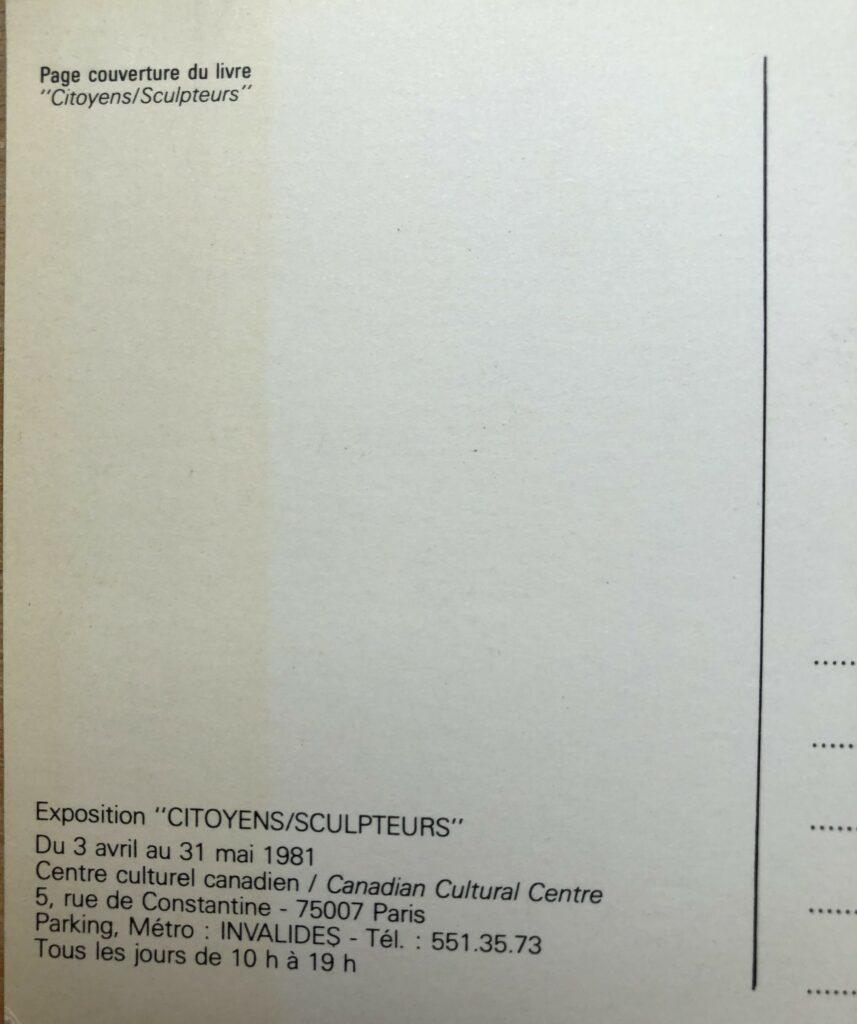 Page couverture du livre
"Citoyens/Sculpteurs"
Exposition "CITOYENS/SCULPTEURS"
Du 3 avril au 31 mai 1981
Centre culturel canadien / Canadian Cultural Centre
5, rue de Constantine - 75007 Paris
Parking, Métro : INVALIDES - Tél. : 551.35.73
Tous les jours de 10 h à 19 h